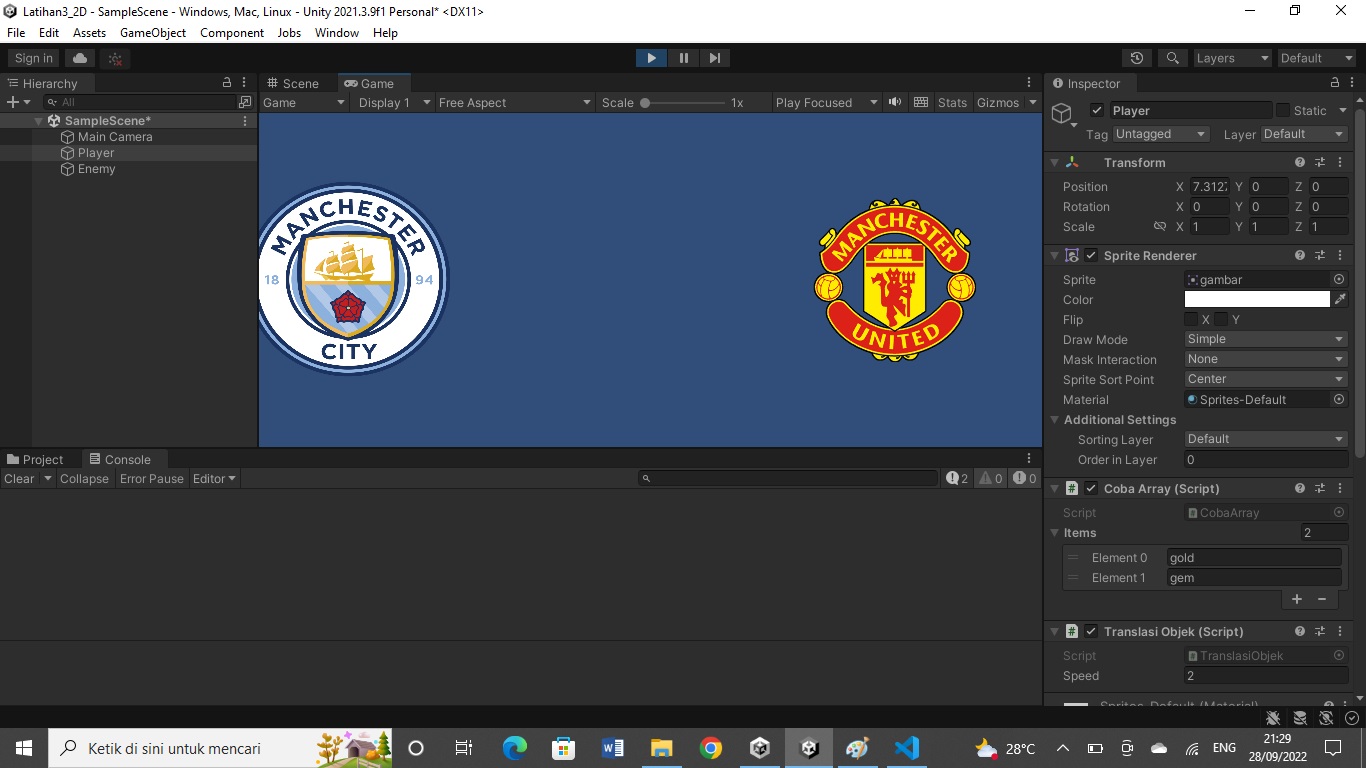 Latihan3_2D - SampleScene - Windows, Mac, Linux - Unity 2021.3.9f1 Personal* <DX11>
File Edit Assets GameObject Component Jobs Window Help
Sign in
Layers
Default
Hierarchy
All
SampleScene*
Main Camera
Player
Enemy
Scene
Game
Game
Display 1
Free Aspect
Scale
1x
Play Focused
Stats
Gizmos
MANCHESTER
18
94
CITY
MANCHESTER
UNITED
Project
Console
Clear
Collapse
Error Pause
Editor
2
0
0
Inspector
Player
Static
Tag Untagged
Layer Default
Transform
Position X 7.312 Y 0 Z 0
Rotation X 0 Y 0 Z 0
Scale X 1 Y 1 Z 1
Sprite Renderer
Sprite gambar
Color
Flip X Y
Draw Mode Simple
Mask Interaction None
Sprite Sort Point Center
Material Sprites-Default
Additional Settings
Sorting Layer Default
Order in Layer 0
Coba Array (Script)
Script CobaArray
Items 2
Element 0 gold
Element 1 gem
+ −
Translasi Objek (Script)
Script TranslasiObjek
Speed 2
Sprites-Default (Material)
Ketik di sini untuk mencari
28°C
ENG
21:29
28/09/2022